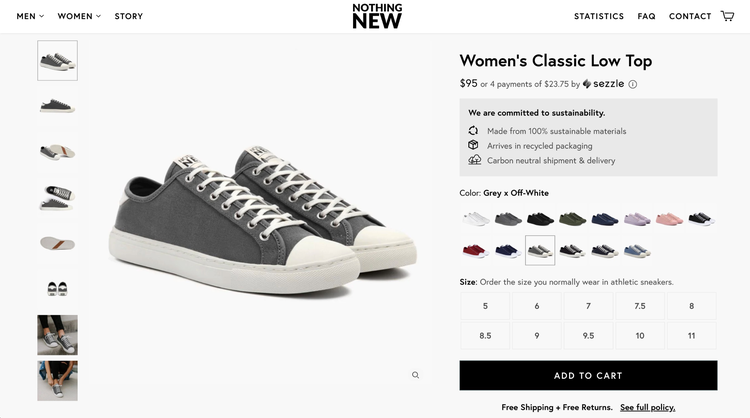 MEN
WOMEN
STORY
NOTHING
NEW
STATISTICS
FAQ
CONTACT
Women's Classic Low Top
$95 or 4 payments of $23.75 by sezzle
We are committed to sustainability.
Made from 100% sustainable materials
Arrives in recycled packaging
Carbon neutral shipment & delivery
Color: Grey x Off-White
Size: Order the size you normally wear in athletic sneakers.
5 6 7 7.5 8
8.5 9 9.5 10 11
ADD TO CART
Free Shipping + Free Returns. See full policy.